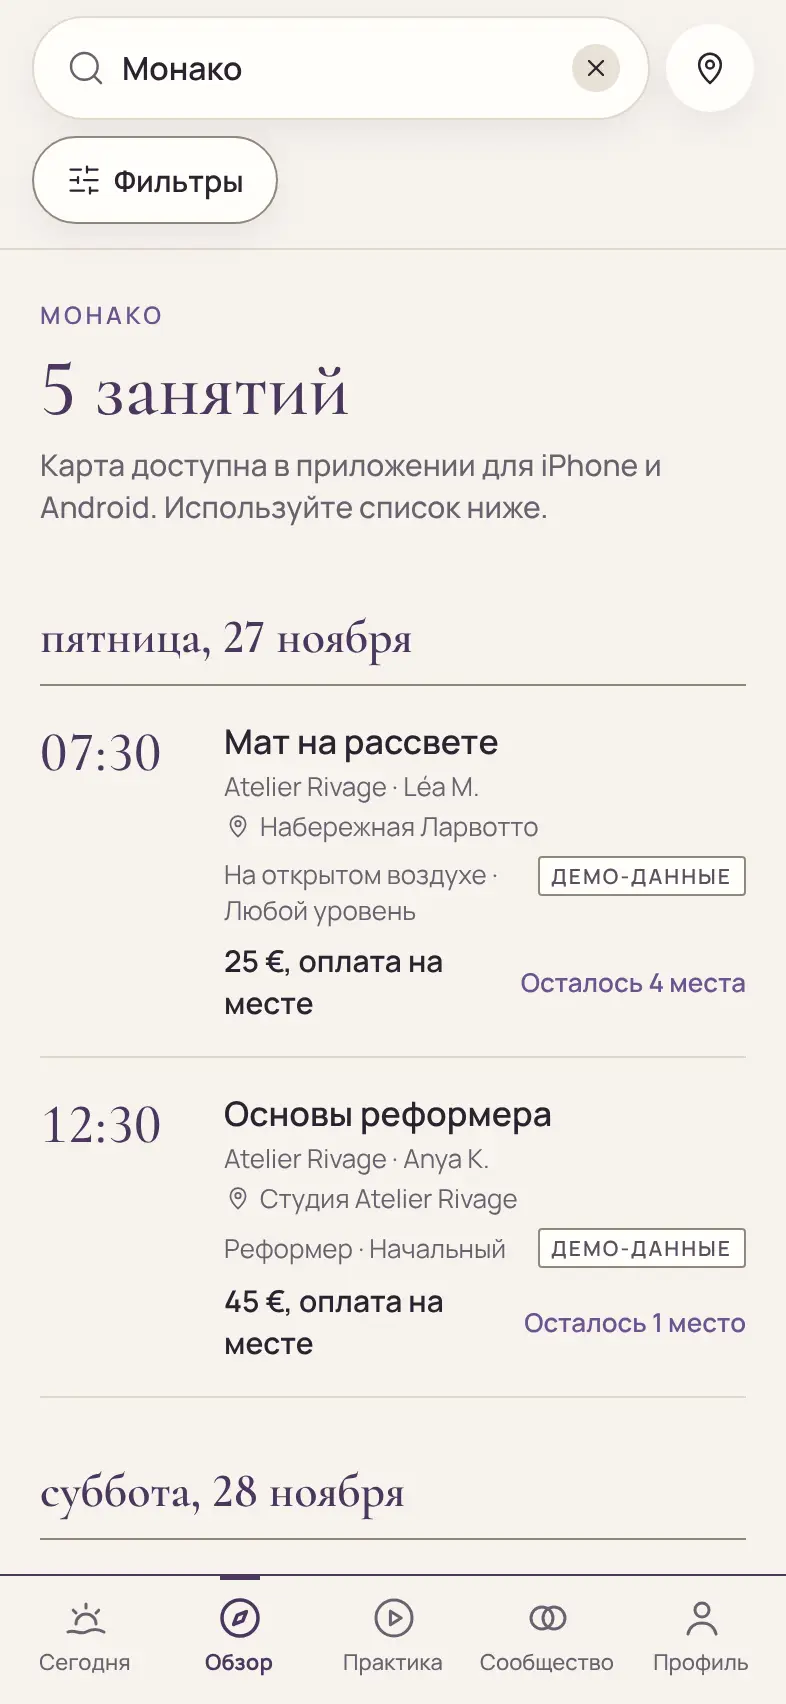 Монако
Фильтры
МОНАКО
5 занятий
Карта доступна в приложении для iPhone и
Android. Используйте список ниже.
пятница, 27 ноября
07:30
Мат на рассвете
Atelier Rivage · Léa M.
Набережная Ларвотто
На открытом воздухе ·
Любой уровень
ДЕМО-ДАННЫЕ
25 €, оплата на
месте
Осталось 4 места
12:30
Основы реформера
Atelier Rivage · Anya K.
Студия Atelier Rivage
Реформер · Начальный
ДЕМО-ДАННЫЕ
45 €, оплата на
месте
Осталось 1 место
суббота, 28 ноября
Сегодня
Обзор
Практика
Сообщество
Профиль